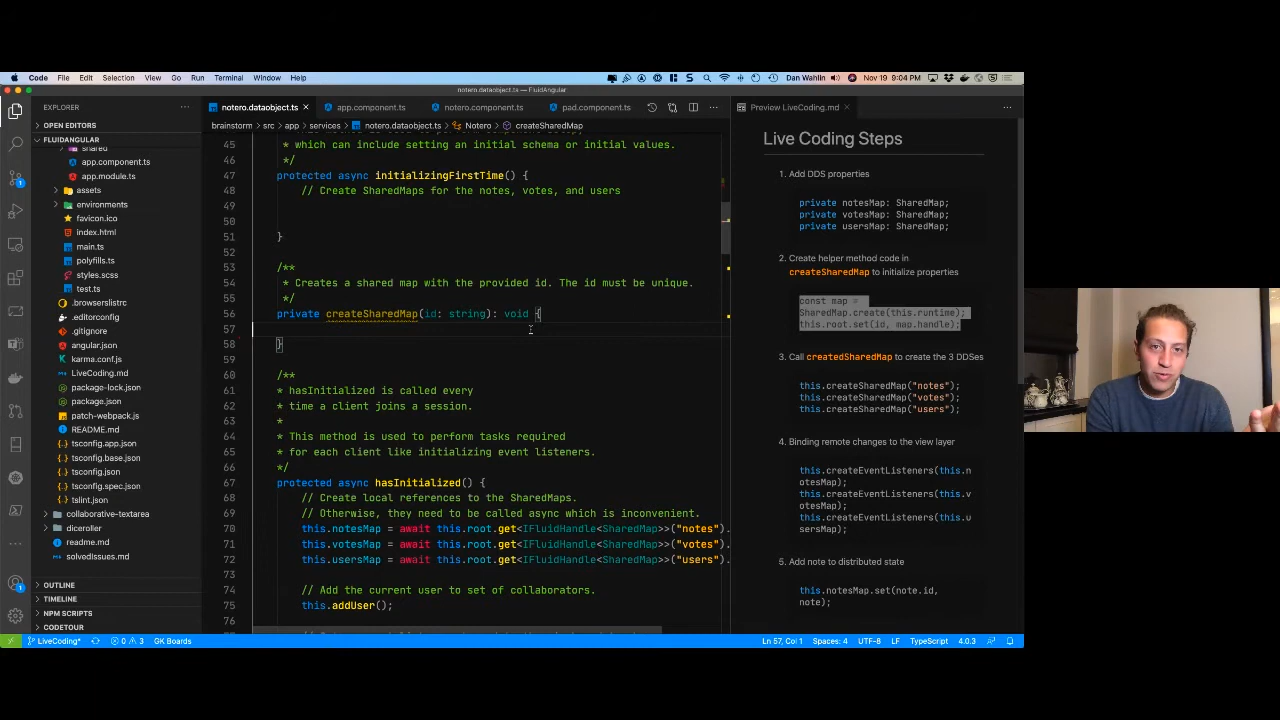 Code File Edit Selection View Go Run Terminal Window Help
Dan Wahlin Nov 19 9:04 PM
notero.dataobject.ts — FluidAngular
EXPLORER
OPEN EDITORS
FLUIDANGULAR
shared
app.component.ts
app.module.ts
assets
environments
favicon.ico
index.html
main.ts
polyfills.ts
styles.scss
test.ts
.browserslistrc
.editorconfig
.gitignore
angular.json
karma.conf.js
LiveCoding.md
package-lock.json
package.json
patch-webpack.js
README.md
tsconfig.app.json
tsconfig.base.json
tsconfig.json
tsconfig.spec.json
tslint.json
collaborative-textarea
diceroller
readme.md
solvedIssues.md
OUTLINE
TIMELINE
NPM SCRIPTS
CODETOUR
notero.dataobject.ts app.component.ts notero.component.ts pad.component.ts
brainstorm > src > app > services > notero.dataobject.ts > Notero > createSharedMap
45 * which can include setting an initial schema or initial values.
46 */
47 protected async initializingFirstTime() {
48 // Create SharedMaps for the notes, votes, and users
49
50
51 }
52
53 /**
54 * Creates a shared map with the provided id. The id must be unique.
55 */
56 private createSharedMap(id: string): void {
57
58 }
59
60 /**
61 * hasInitialized is called every
62 * time a client joins a session.
63 *
64 * This method is used to perform tasks required
65 * for each client like initializing event listeners.
66 */
67 protected async hasInitialized() {
68 // Create local references to the SharedMaps.
69 // Otherwise, they need to be called async which is inconvenient.
70 this.notesMap = await this.root.get<IFluidHandle<SharedMap>>("notes").
71 this.votesMap = await this.root.get<IFluidHandle<SharedMap>>("votes").
72 this.usersMap = await this.root.get<IFluidHandle<SharedMap>>("users").
73
74 // Add the current user to set of collaborators.
75 this.addUser();
76
Preview LiveCoding.md
Live Coding Steps
1. Add DDS properties
private notesMap: SharedMap;
private votesMap: SharedMap;
private usersMap: SharedMap;
2. Create helper method code in
createSharedMap to initialize properties
const map =
SharedMap.create(this.runtime);
this.root.set(id, map.handle);
3. Call createdSharedMap to create the 3 DDSes
this.createSharedMap("notes");
this.createSharedMap("votes");
this.createSharedMap("users");
4. Binding remote changes to the view layer
this.createEventListeners(this.n
otesMap);
this.createEventListeners(this.v
otesMap);
this.createEventListeners(this.u
sersMap);
5. Add note to distributed state
this.notesMap.set(note.id,
note);
LiveCoding* 0 3 GK Boards
Ln 57, Col 1 Spaces: 4 UTF-8 LF TypeScript 4.0.3